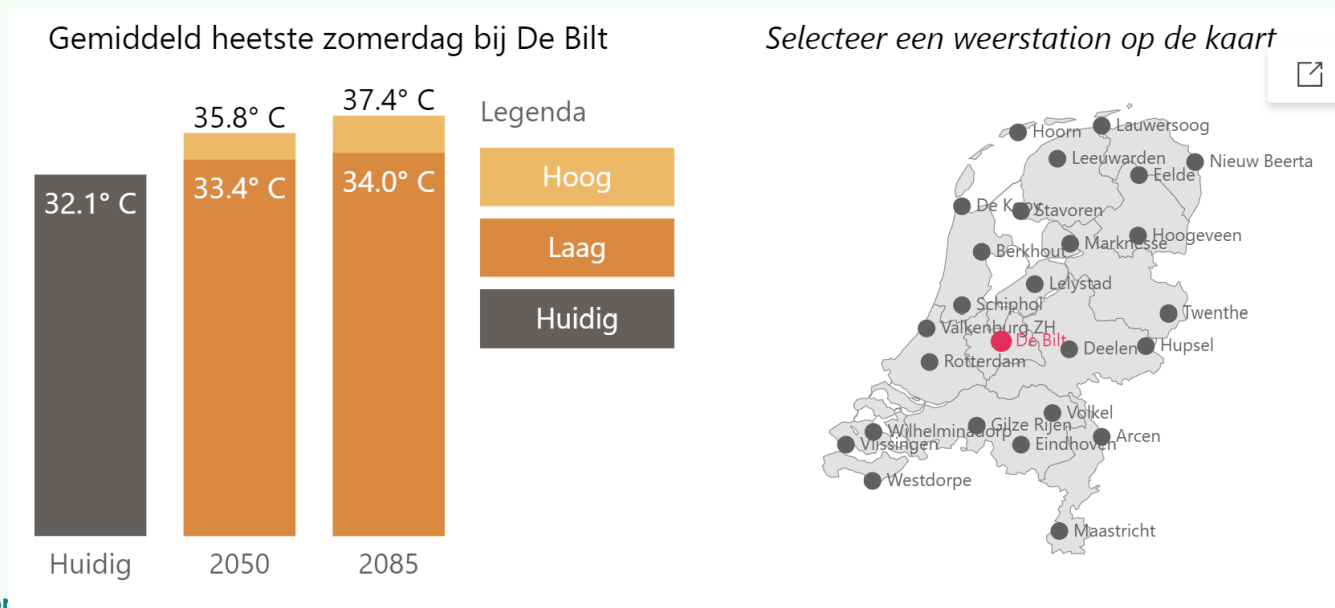 Gemiddeld heetste zomerdag bij De Bilt
35.8° C
37.4° C
32.1° C
33.4° C
34.0° C
Huidig
2050
2085
Legenda
Hoog
Laag
Huidig
Selecteer een weerstation op de kaart
Hoorn
Lauwersoog
Leeuwarden
Nieuw Beerta
Eelde
De Kooy
Stavoren
Hoogeveen
Marknesse
Berkhout
Lelystad
Schiphol
Twenthe
Valkenburg ZH
De Bilt
Deelen
Hupsel
Rotterdam
Volkel
Gilze Rijen
Wilhelminadorp
Arcen
Vlissingen
Eindhoven
Westdorpe
Maastricht